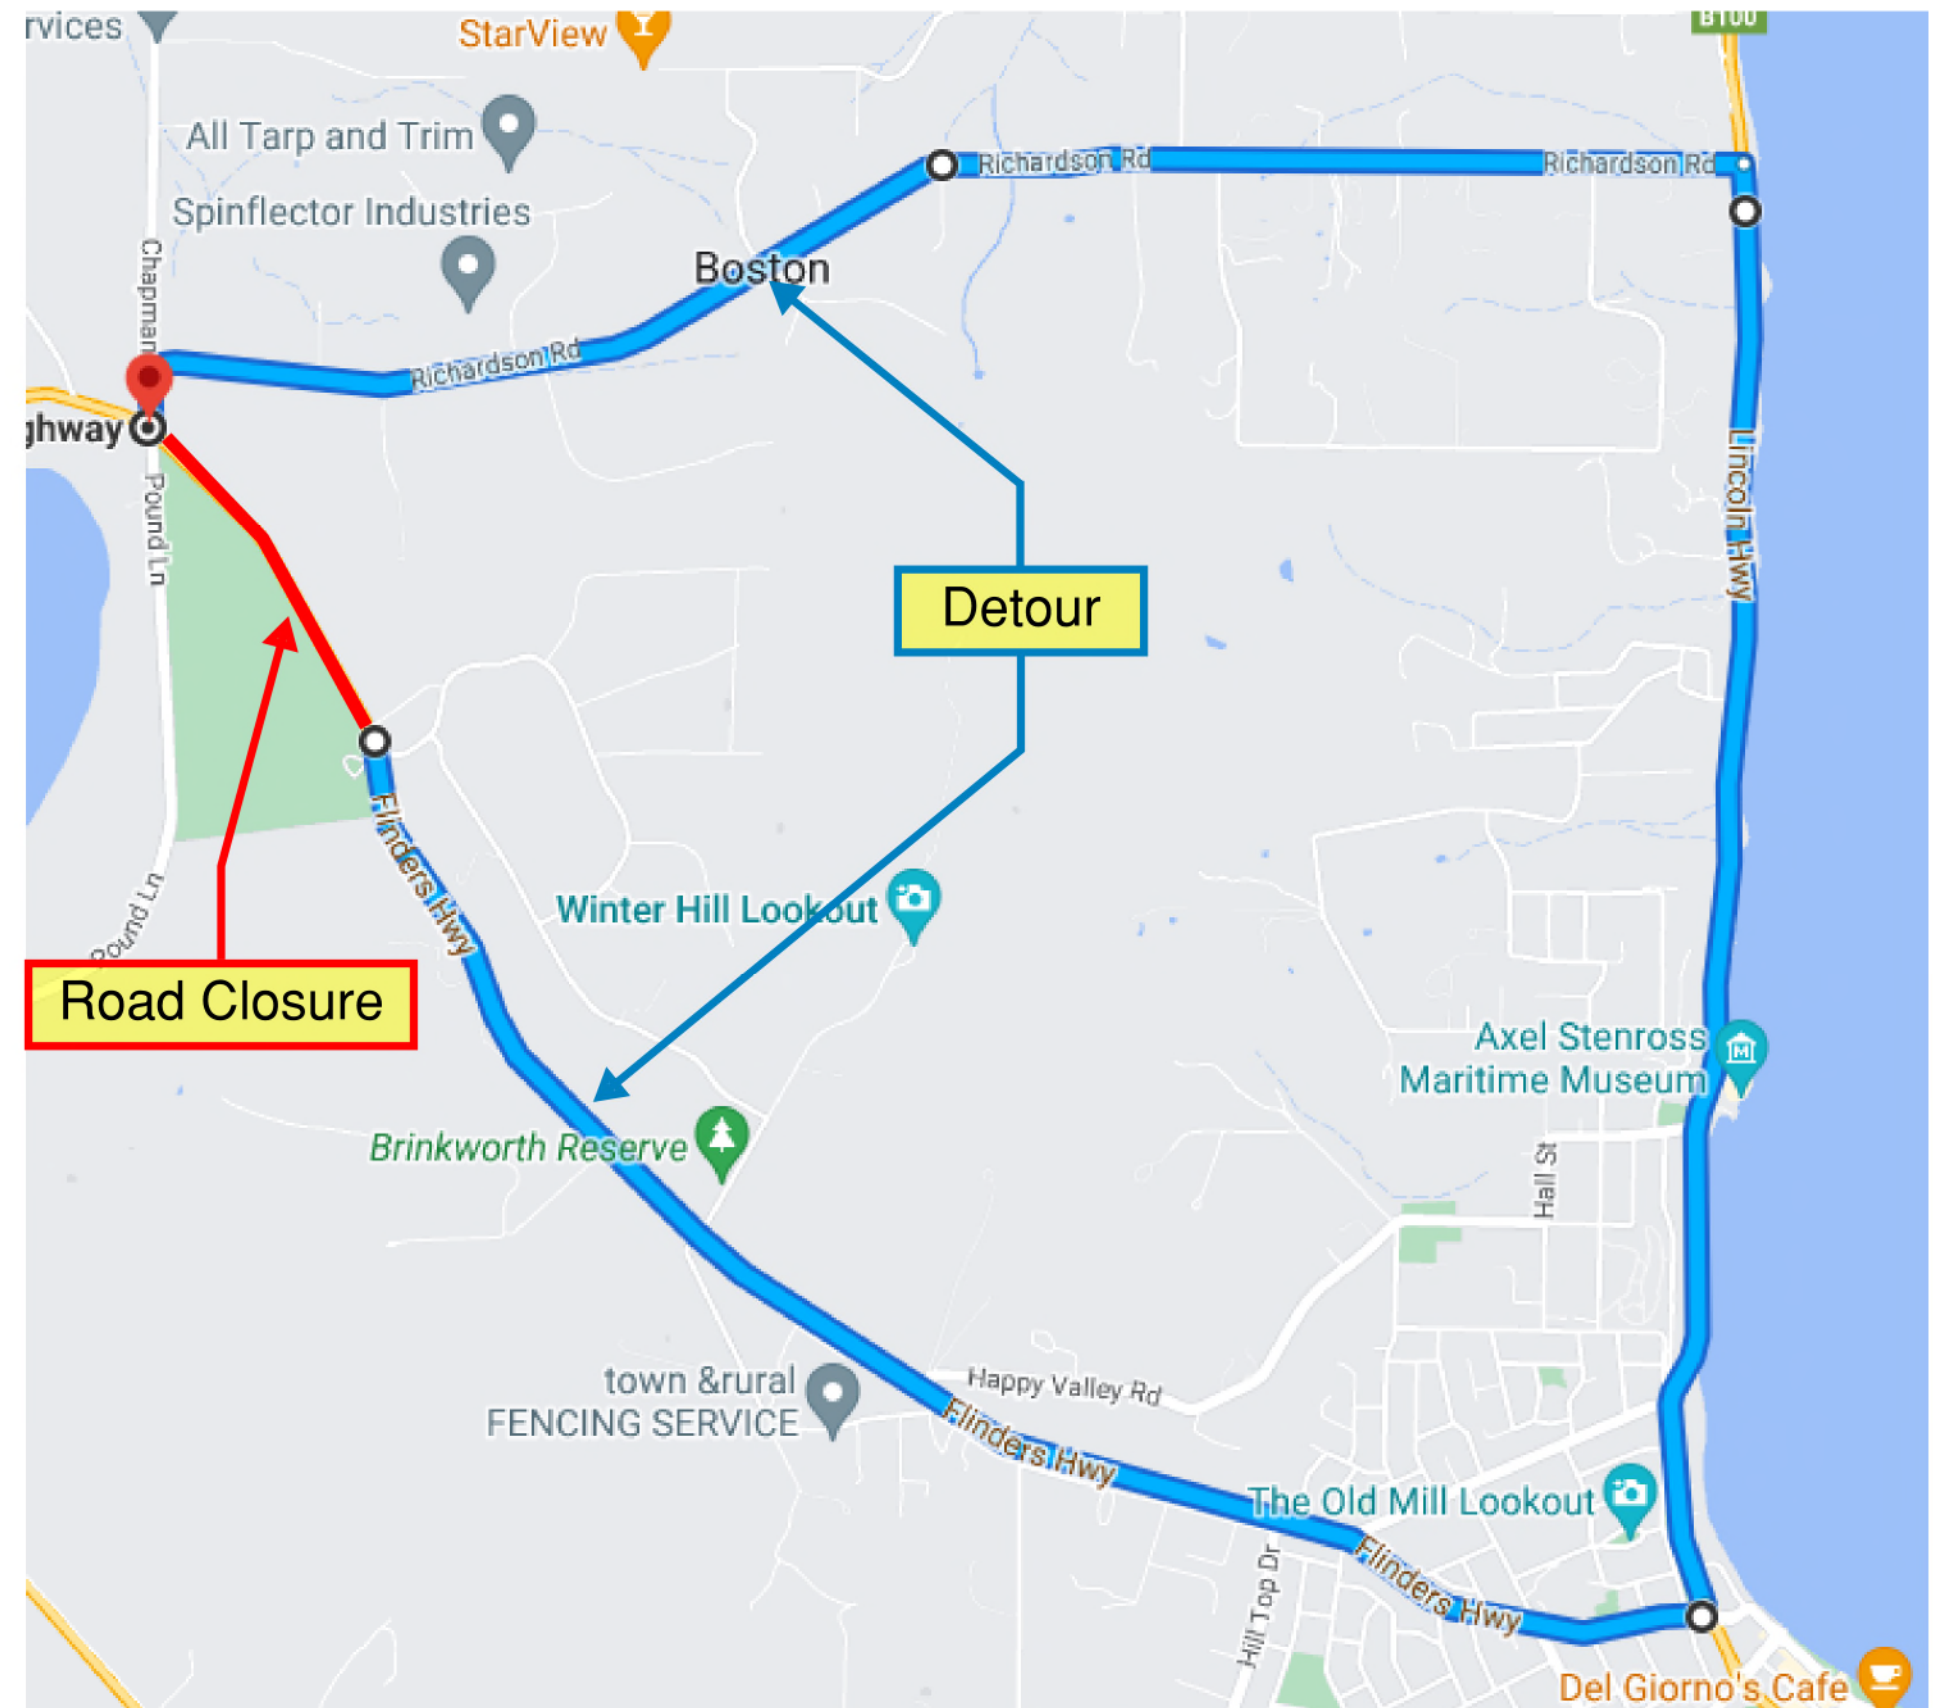 rvices
StarView
B100
All Tarp and Trim
Richardson Rd
Richardson Rd
Spinflector Industries
Chapman
Boston
Richardson Rd
ghway
Lincoln Hwy
Pound Ln
Detour
Flinders Hwy
Pound Ln
Winter Hill Lookout
Road Closure
Axel Stenross
Maritime Museum
Brinkworth Reserve
Hall St
town &rural
FENCING SERVICE
Happy Valley Rd
Flinders Hwy
The Old Mill Lookout
Flinders Hwy
Hill Top Dr
Del Giorno's Cafe